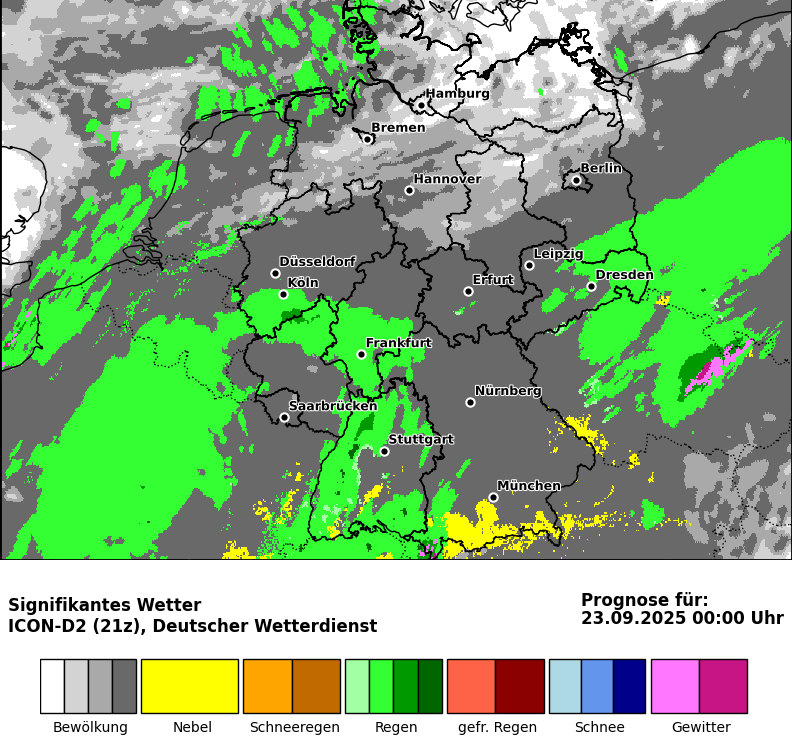 Hamburg
Bremen
Berlin
Hannover
Leipzig
Düsseldorf
Dresden
Köln
Erfurt
Frankfurt
Nürnberg
Saarbrücken
Stuttgart
München
Signifikantes Wetter
ICON-D2 (21z), Deutscher Wetterdienst
Prognose für:
23.09.2025 00:00 Uhr
Bewölkung
Nebel
Schneeregen
Regen
gefr. Regen
Schnee
Gewitter